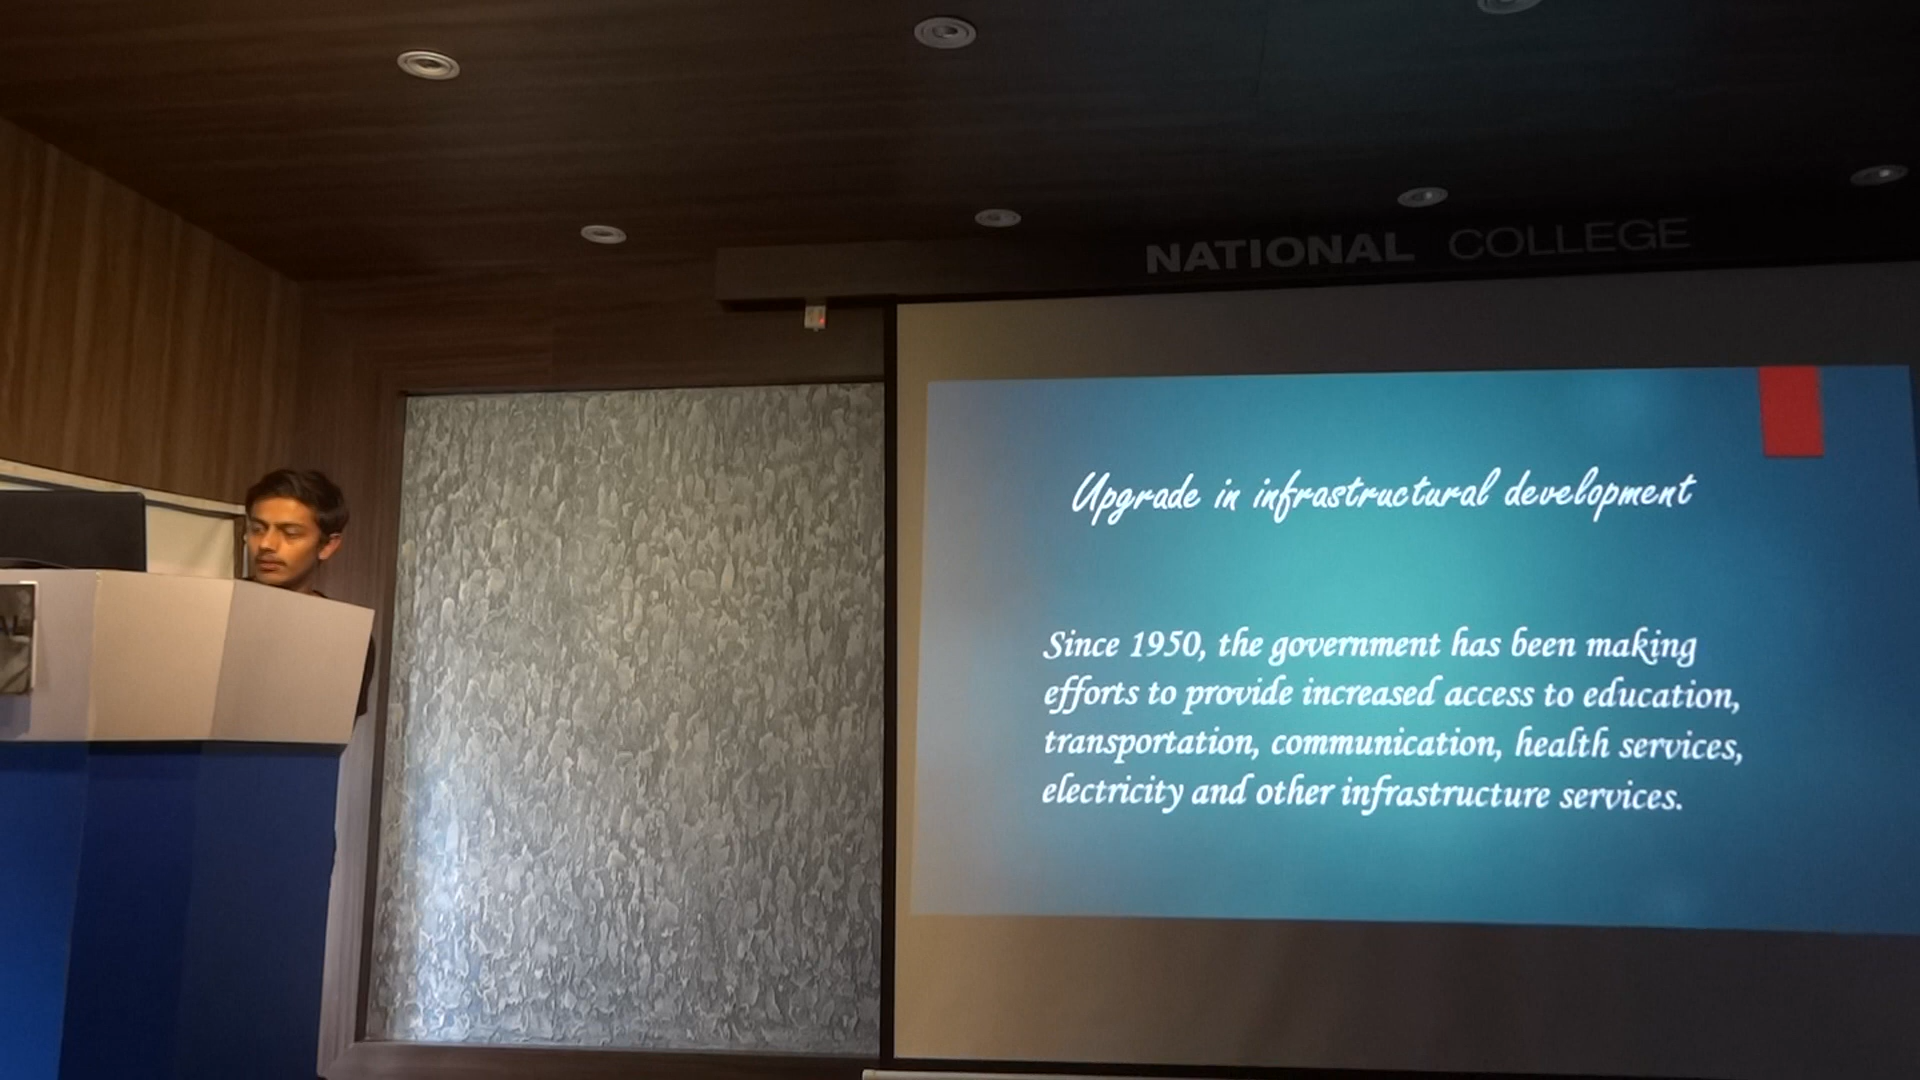 NATIONAL COLLEGE
Upgrade in infrastructural development
Since 1950, the government has been making
efforts to provide increased access to education,
transportation, communication, health services,
electricity and other infrastructure services.